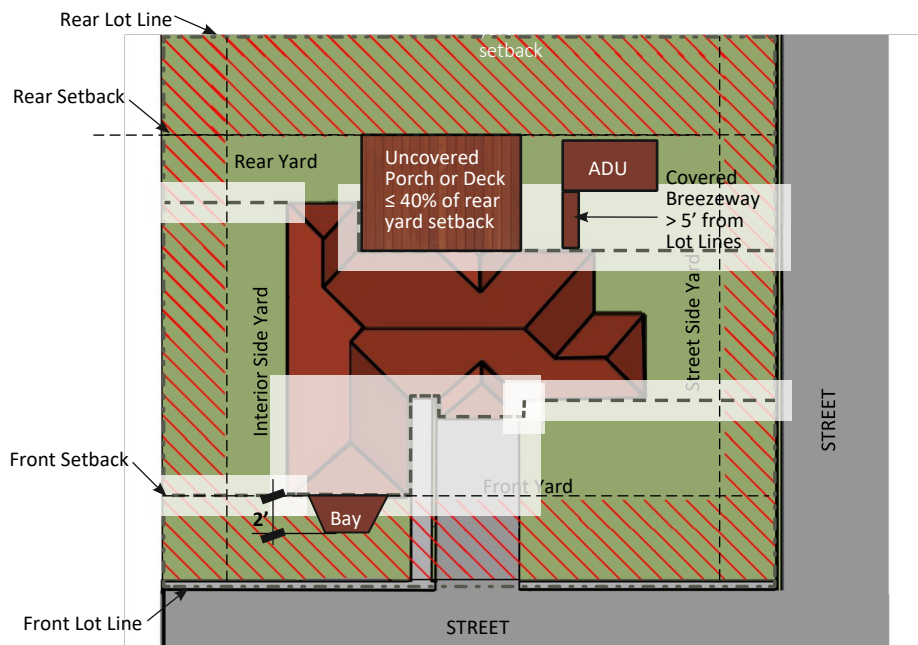 Rear Lot Line
setback
Rear Setback
Rear Yard
Uncovered
Porch or Deck
≤ 40% of rear
yard setback
ADU
Covered
Breezeway
> 5’ from
Lot Lines
Interior Side Yard
Street Side Yard
STREET
Front Setback
Front Yard
2’
Bay
Front Lot Line
STREET